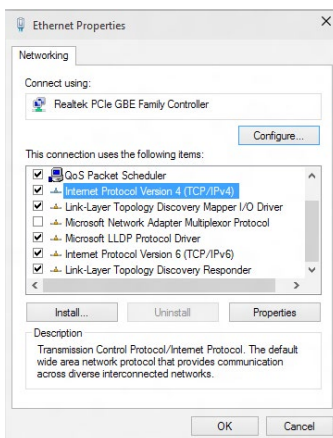 Ethernet Properties
Networking
Connect using:
Realtek PCIe GBE Family Controller
Configure...
This connection uses the following items:
QoS Packet Scheduler
Internet Protocol Version 4 (TCP/IPv4)
Link-Layer Topology Discovery Mapper I/O Driver
Microsoft Network Adapter Multiplexor Protocol
Microsoft LLDP Protocol Driver
Internet Protocol Version 6 (TCP/IPv6)
Link-Layer Topology Discovery Responder
Install... Uninstall Properties
Description
Transmission Control Protocol/Internet Protocol. The default
wide area network protocol that provides communication
across diverse interconnected networks.
OK Cancel